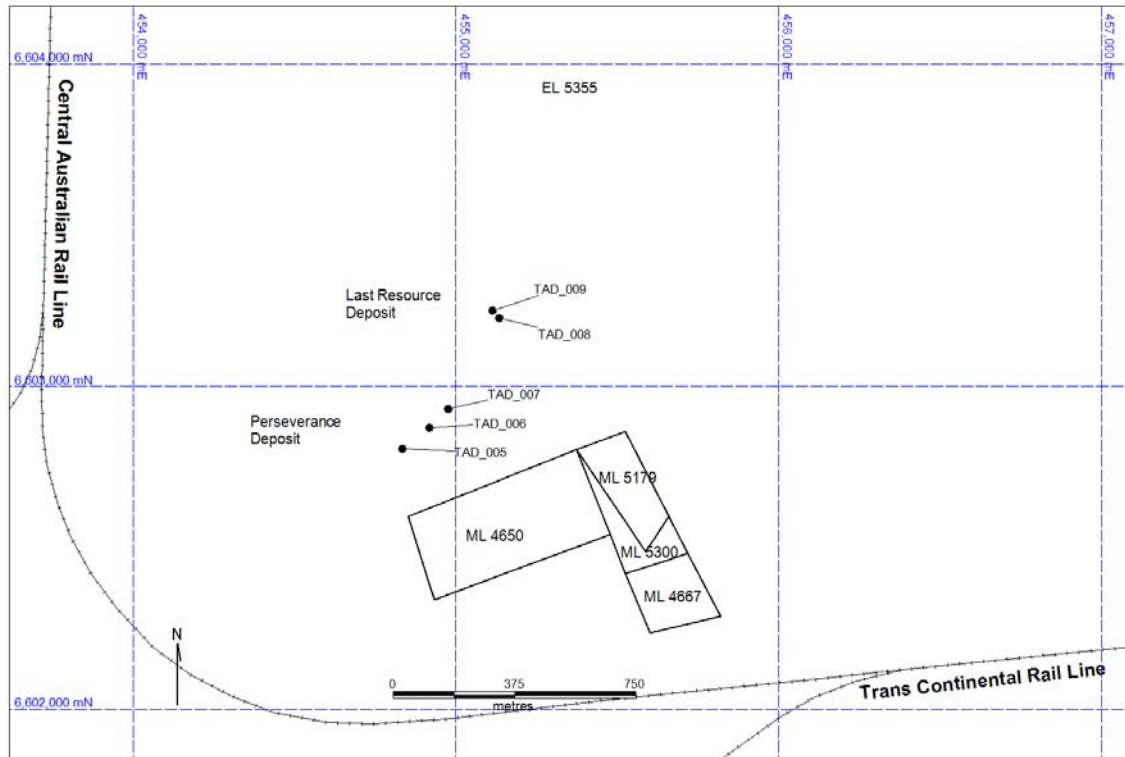 454,000 mE
455,000 mE
456,000 mE
457,000 mE
6,604,000 mN
EL 5355
Central Australian Rail Line
TAD_009
Last Resource
Deposit
TAD_008
6,603,000 mN
TAD_007
Perseverance
Deposit
TAD_006
TAD_005
ML 5179
ML 4650
ML 5300
ML 4667
N
0 375 750
metres
Trans Continental Rail Line
6,602,000 mN